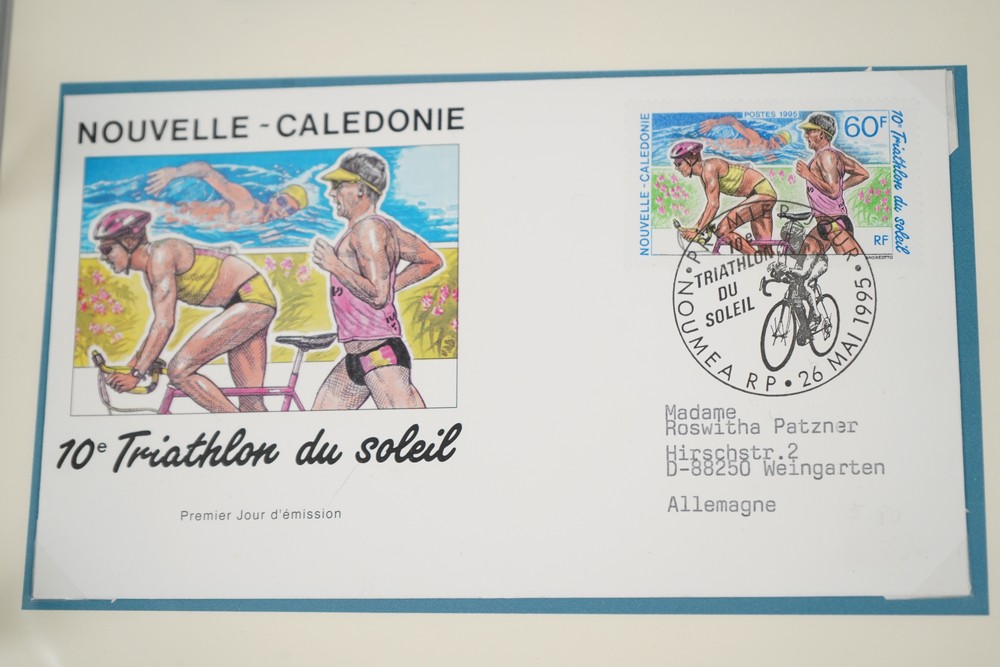 NOUVELLE - CALEDONIE
10e Triathlon du soleil
Premier Jour d'émission
NOUVELLE - CALEDONIE
POSTES 1995
60F
10e Triathlon du soleil
RF
PREMIER JOUR
10e
TRIATHLON
DU
SOLEIL
NOUMEA RP • 26 MAI 1995
Madame
Roswitha Patzner
Hirschstr.2
D-88250 Weingarten
Allemagne